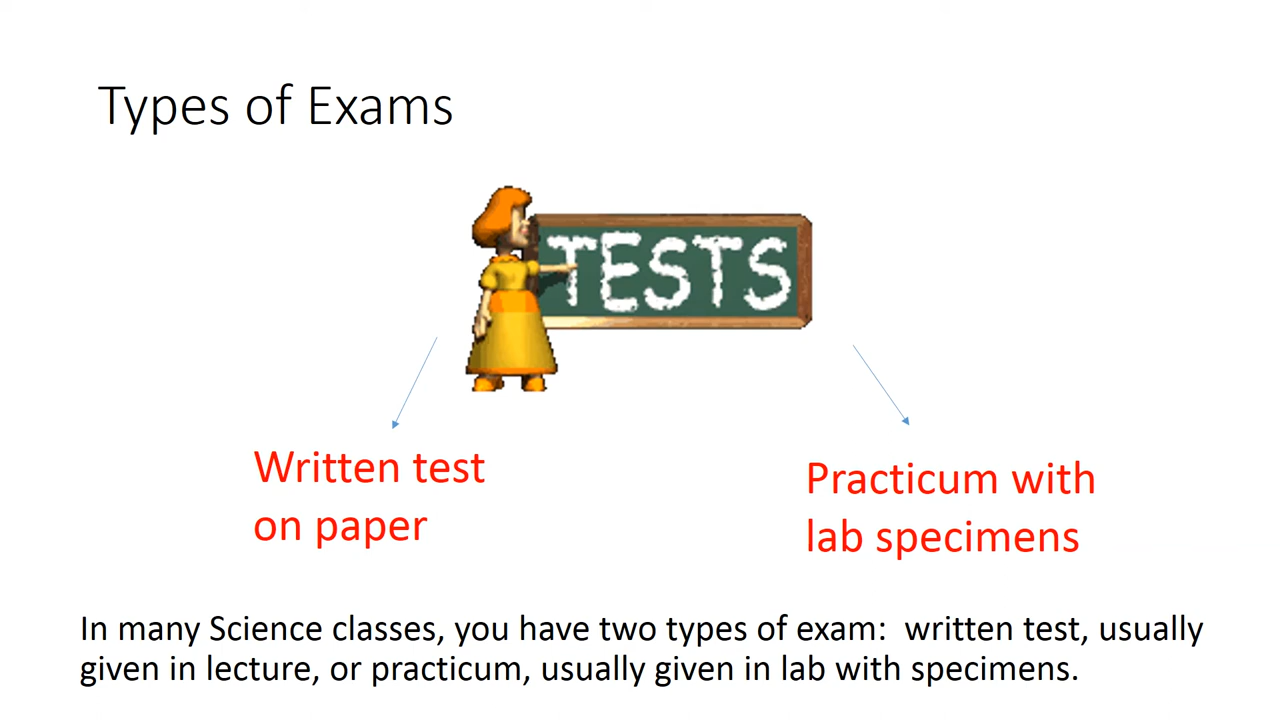 Types of Exams
TESTS
Written test
on paper
Practicum with
lab specimens
In many Science classes, you have two types of exam:  written test, usually
given in lecture, or practicum, usually given in lab with specimens.